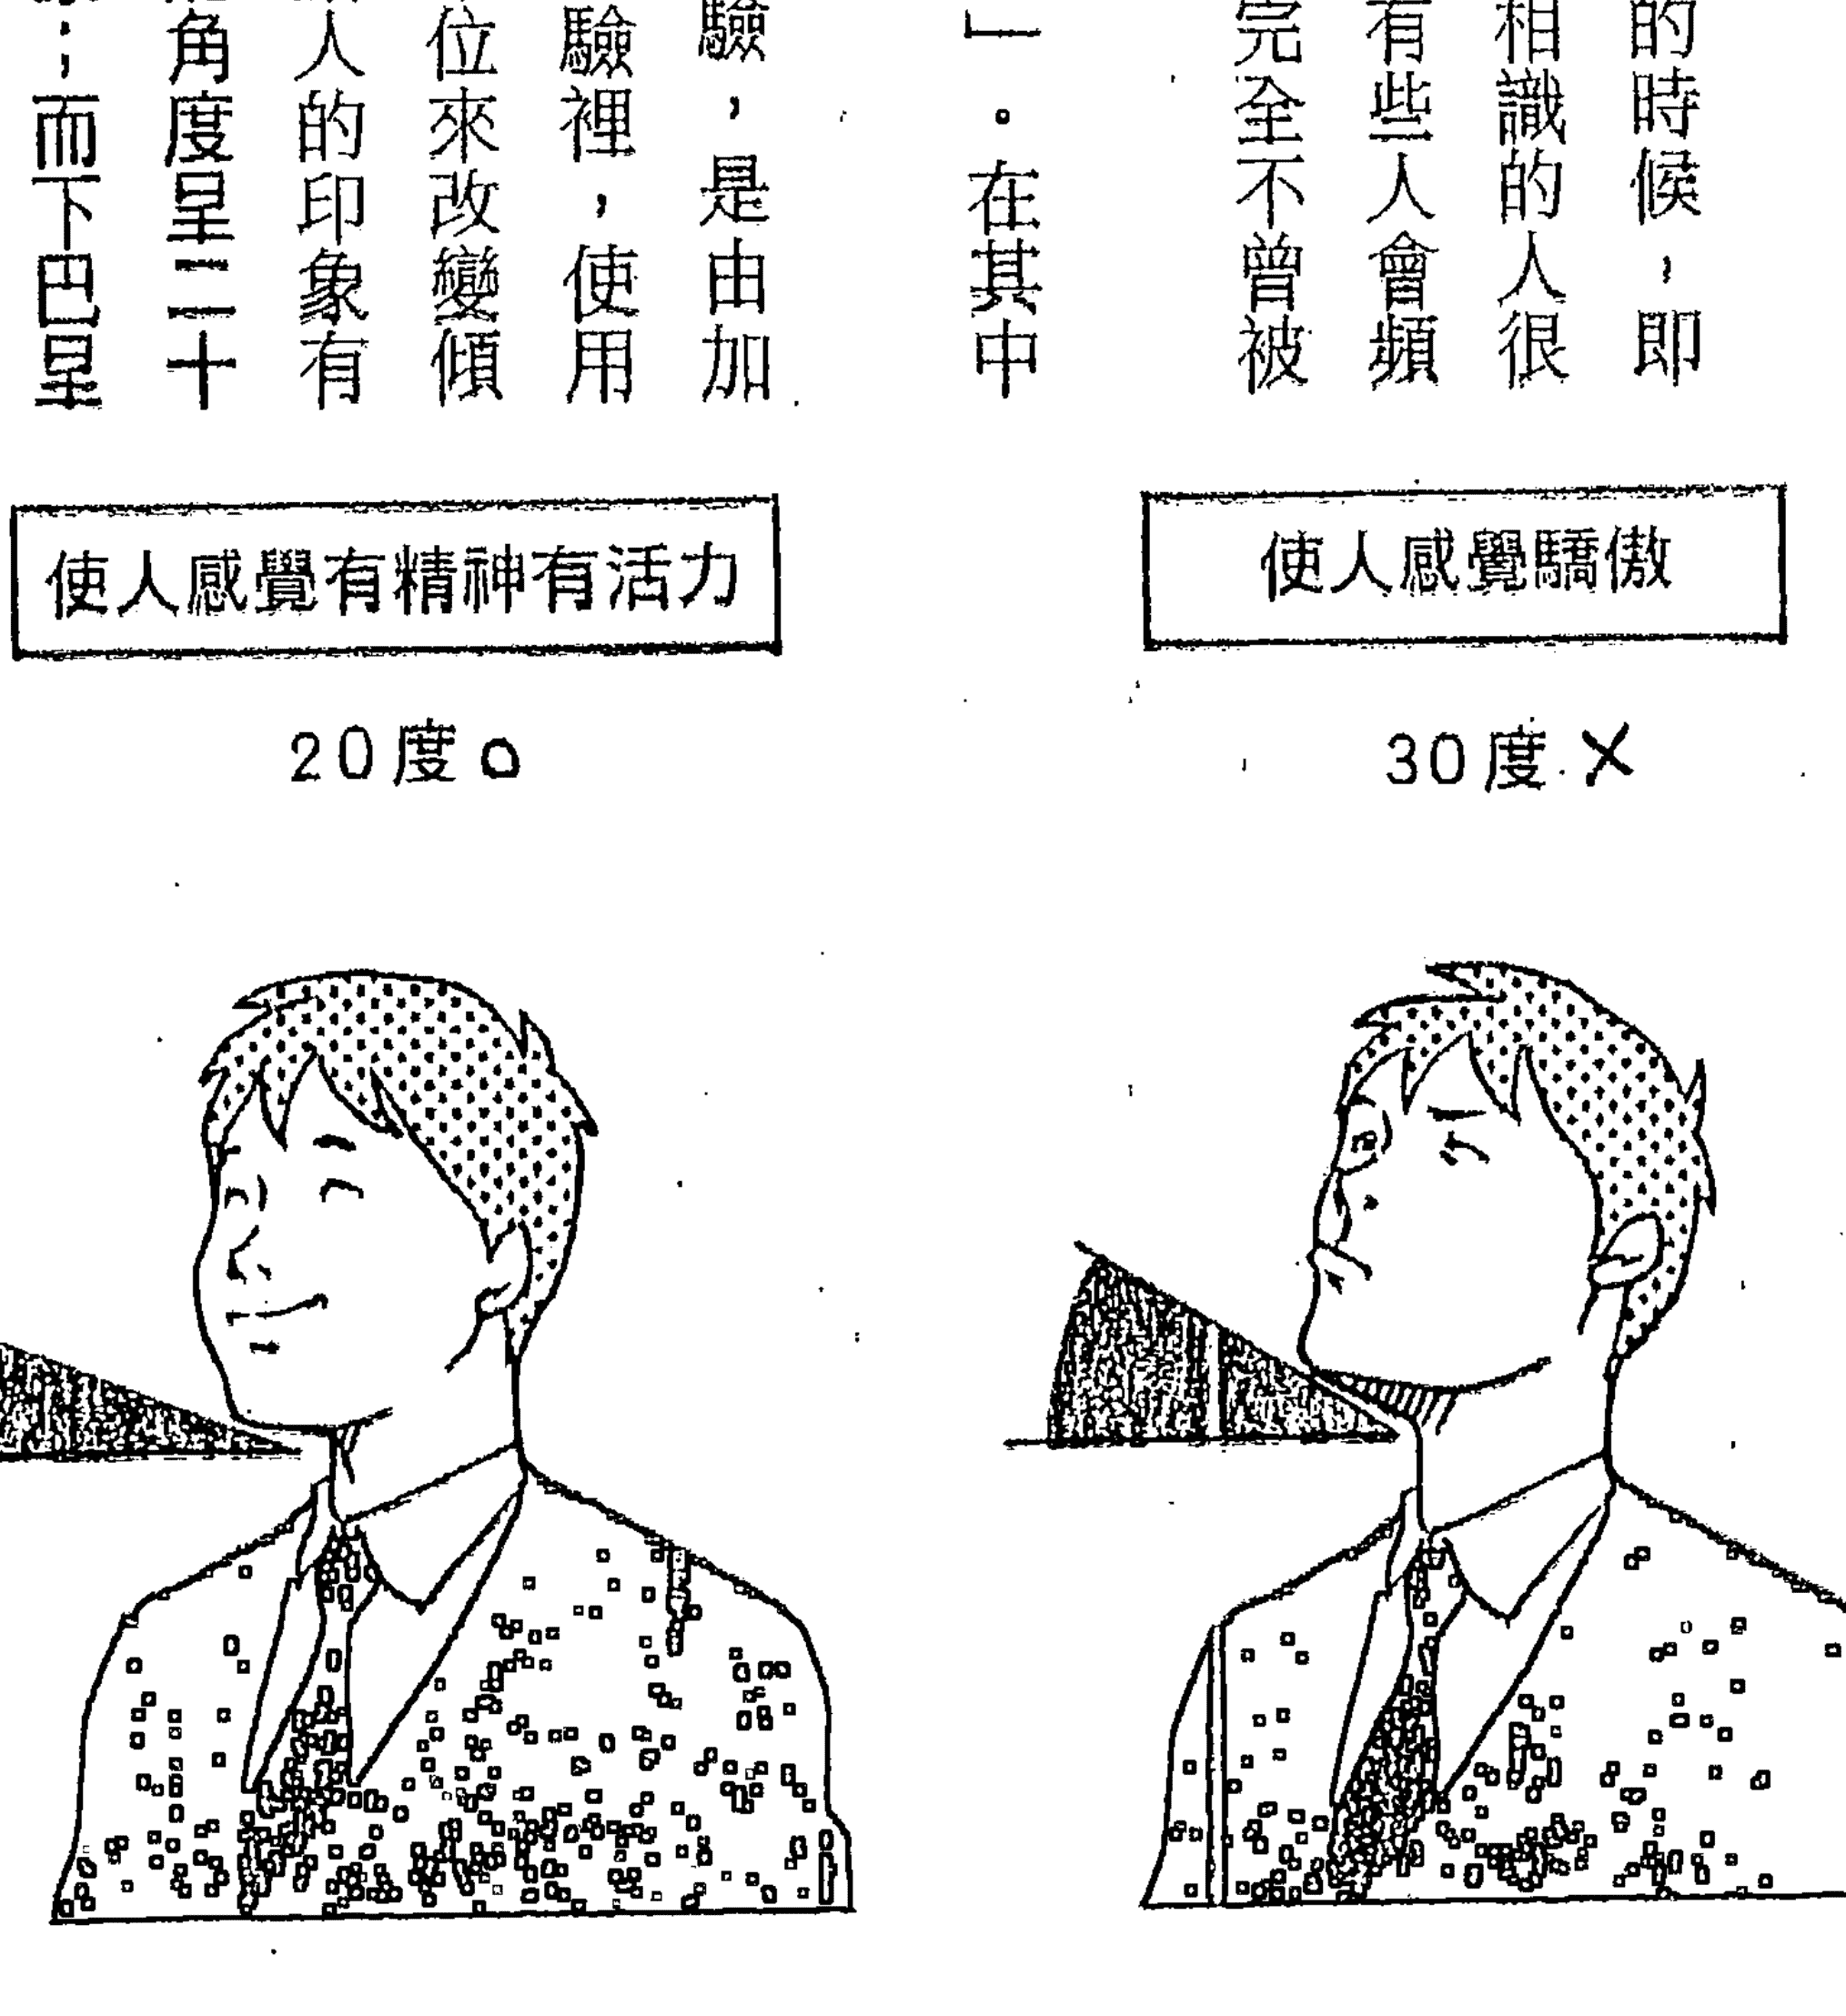 的時候，即
相識的人很
有些人會頻
完全不曾被
」。在其中
驗，是由加
驗裡，使用
位來改變傾
人的印象有
角度呈二十
；而下巴呈
使人感覺驕傲
30度×
使人感覺有精神有活力
20度○